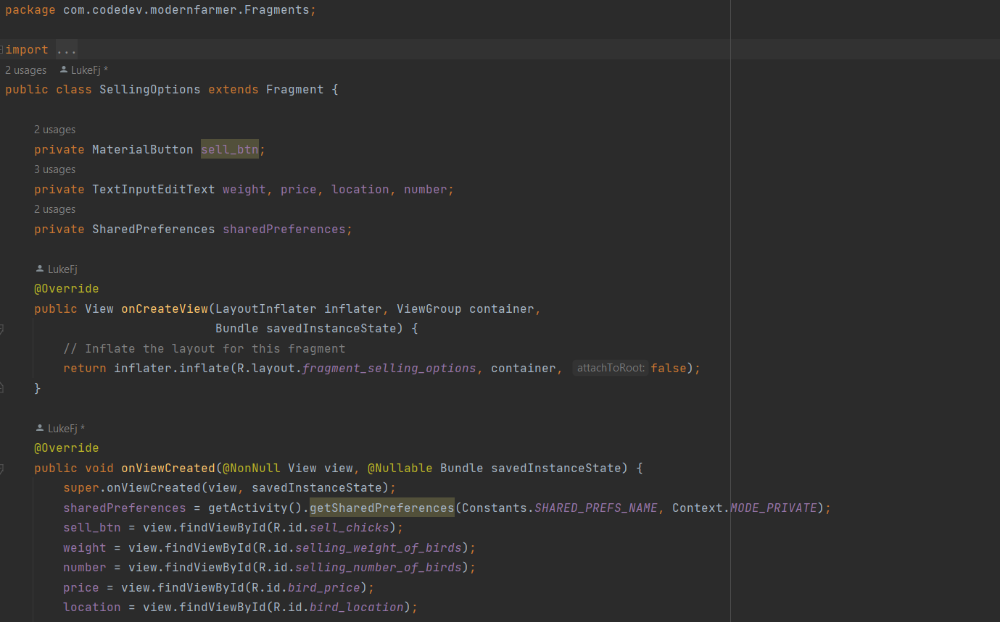 package com.codedev.modernfarmer.Fragments;
import ...
2 usages LukeFj *
public class SellingOptions extends Fragment {
2 usages
private MaterialButton sell_btn;
3 usages
private TextInputEditText weight, price, location, number;
2 usages
private SharedPreferences sharedPreferences;
LukeFj
@Override
public View onCreateView(LayoutInflater inflater, ViewGroup container,
Bundle savedInstanceState) {
// Inflate the layout for this fragment
return inflater.inflate(R.layout.fragment_selling_options, container, attachToRoot: false);
}
LukeFj *
@Override
public void onViewCreated(@NonNull View view, @Nullable Bundle savedInstanceState) {
super.onViewCreated(view, savedInstanceState);
sharedPreferences = getActivity().getSharedPreferences(Constants.SHARED_PREFS_NAME, Context.MODE_PRIVATE);
sell_btn = view.findViewById(R.id.sell_chicks);
weight = view.findViewById(R.id.selling_weight_of_birds);
number = view.findViewById(R.id.selling_number_of_birds);
price = view.findViewById(R.id.bird_price);
location = view.findViewById(R.id.bird_location);